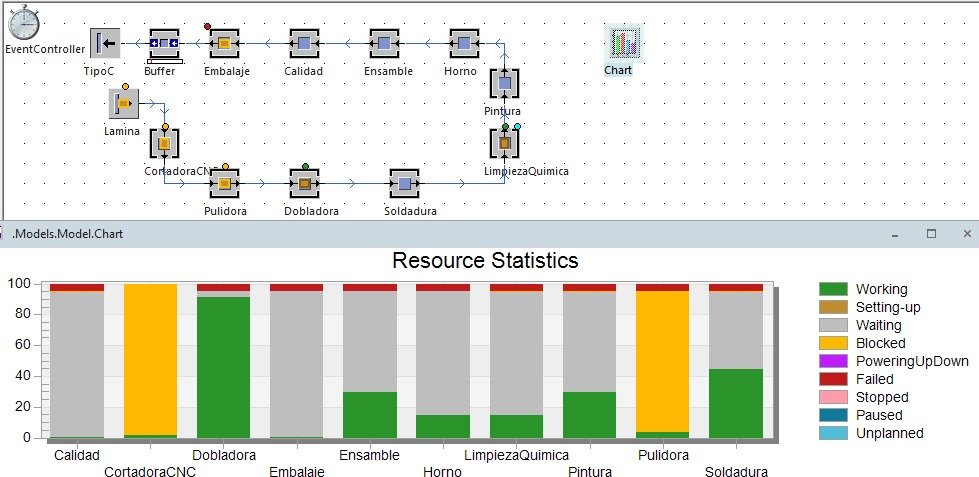 EventController
TipoC
Buffer
Embalaje
Calidad
Ensamble
Horno
Chart
Pintura
Lamina
CortadoraCNC
LimpiezaQuimica
Pulidora
Dobladora
Soldadura
.Models.Model.Chart
Resource Statistics
100
80
60
40
20
0
Working
Setting-up
Waiting
Blocked
PoweringUpDown
Failed
Stopped
Paused
Unplanned
Calidad
CortadoraCNC
Dobladora
Embalaie
Ensamble
Horno
LimpiezaQuimica
Pintura
Pulidora
Soldadura